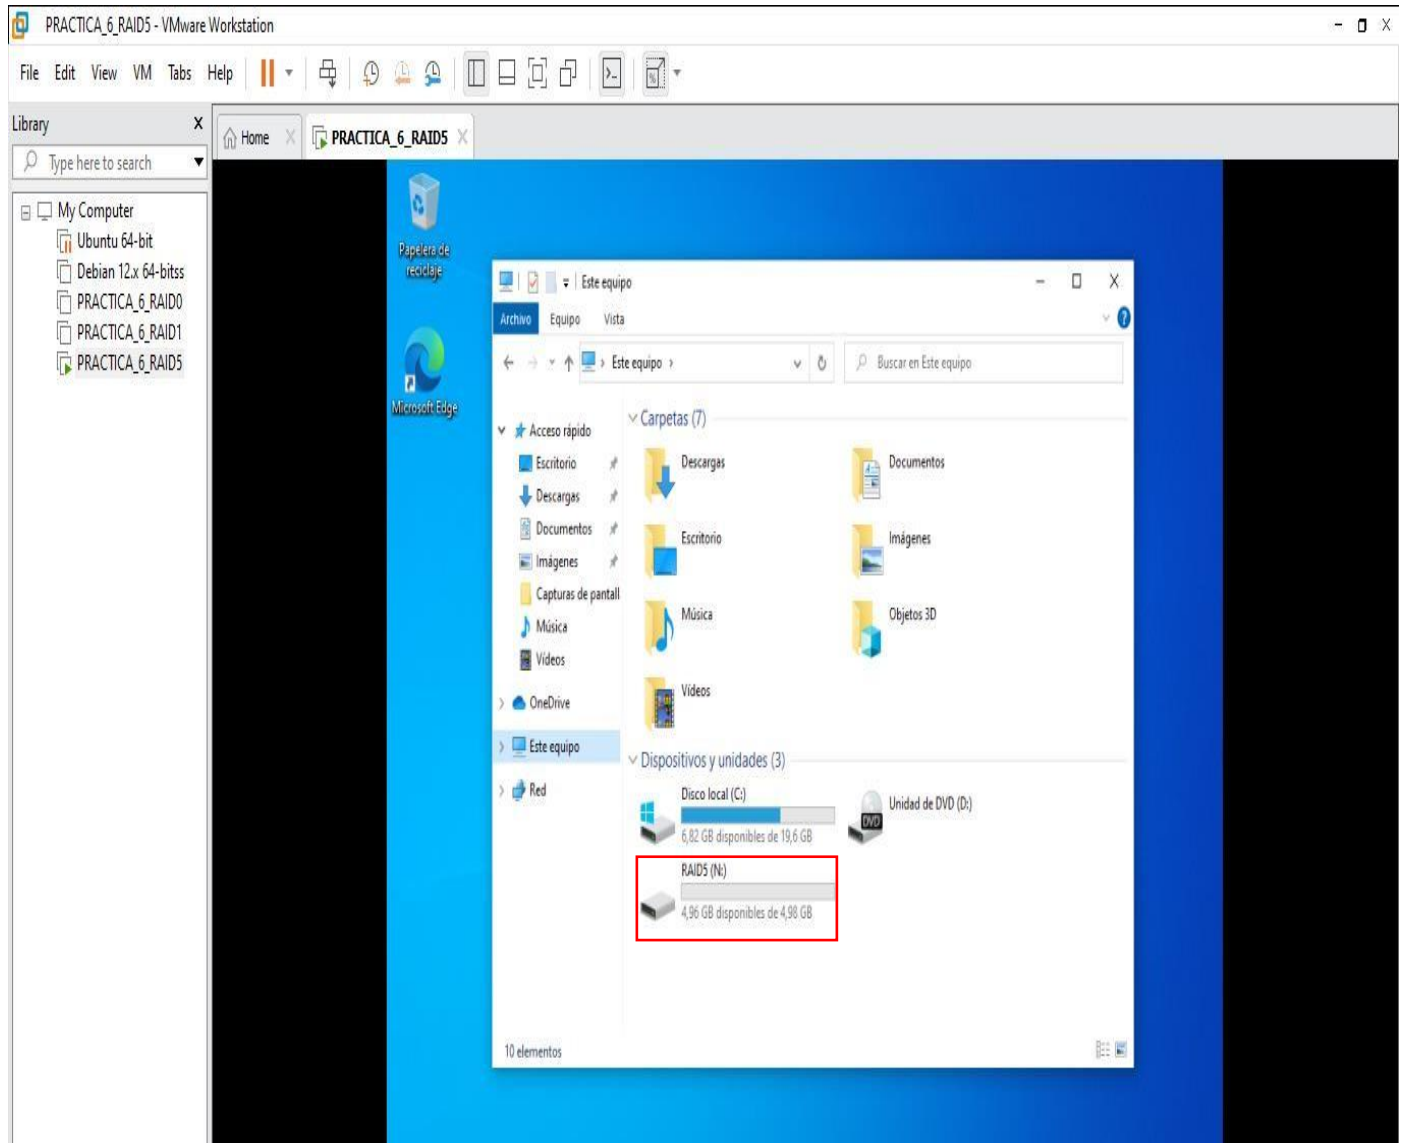 PRACTICA_6_RAID5 - VMware Workstation
File Edit View VM Tabs Help
Library
Type here to search
My Computer
Ubuntu 64-bit
Debian 12.x 64-bitss
PRACTICA_6_RAID0
PRACTICA_6_RAID1
PRACTICA_6_RAID5
Home
PRACTICA_6_RAID5
Papelera de
reciclaje
Microsoft Edge
Este equipo
Archivo Equipo Vista
Este equipo
Buscar en Este equipo
Acceso rápido
Escritorio
Descargas
Documentos
Imágenes
Capturas de pantall
Música
Vídeos
OneDrive
Este equipo
Red
Carpetas (7)
Descargas
Documentos
Escritorio
Imágenes
Música
Objetos 3D
Vídeos
Dispositivos y unidades (3)
Disco local (C:)
6,82 GB disponibles de 19,6 GB
Unidad de DVD (D:)
DVD
RAID5 (N:)
4,96 GB disponibles de 4,98 GB
10 elementos